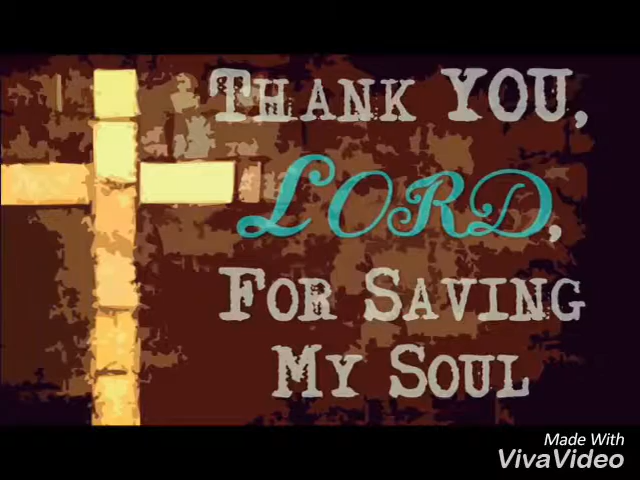 Thank YOU,
LORD,
For Saving
My Soul
Made With
VivaVideo